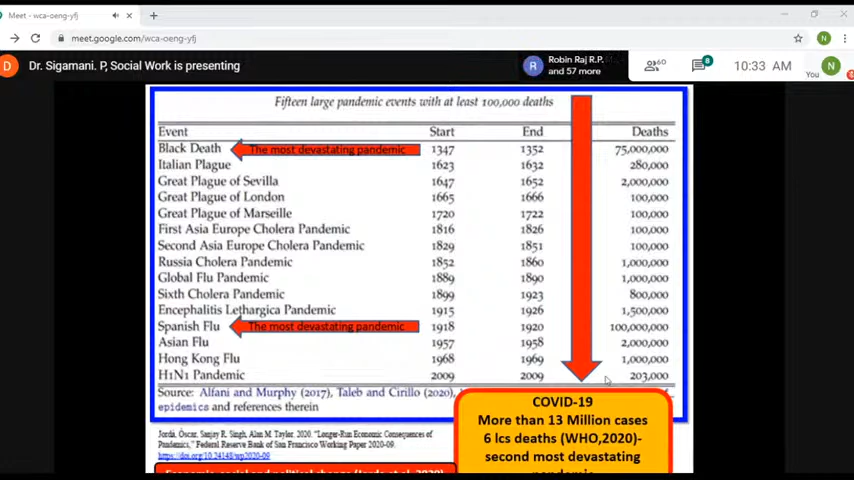 Meet - wca-oeng-yfj
meet.google.com/wca-oeng-yfj
N
D Dr. Sigamani. P, Social Work is presenting
R Robin Raj R.P.
and 57 more
60
8
10:33 AM
You N
Fifteen large pandemic events with at least 100,000 deaths
Event Start End Deaths
Black Death The most devastating pandemic 1347 1352 75,000,000
Italian Plague 1623 1632 280,000
Great Plague of Sevilla 1647 1652 2,000,000
Great Plague of London 1665 1666 100,000
Great Plague of Marseille 1720 1722 100,000
First Asia Europe Cholera Pandemic 1816 1826 100,000
Second Asia Europe Cholera Pandemic 1829 1851 100,000
Russia Cholera Pandemic 1852 1860 1,000,000
Global Flu Pandemic 1889 1890 1,000,000
Sixth Cholera Pandemic 1899 1923 800,000
Encephalitis Lethargica Pandemic 1915 1926 1,500,000
Spanish Flu The most devastating pandemic 1918 1920 100,000,000
Asian Flu 1957 1958 2,000,000
Hong Kong Flu 1968 1969 1,000,000
H1N1 Pandemic 2009 2009 203,000
Source: Alfani and Murphy (2017), Taleb and Cirillo (2020),
epidemics and references therein
COVID-19
More than 13 Million cases
6 lcs deaths (WHO,2020)-
second most devastating
pandemic
Jordà, Òscar, Sanjay R. Singh, Alan M. Taylor. 2020. "Longer-Run Economic Consequences of
Pandemics," Federal Reserve Bank of San Francisco Working Paper 2020-09.
https://doi.org/10.24148/wp2020-09
Economic, social and political change (Jorda et al, 2020)